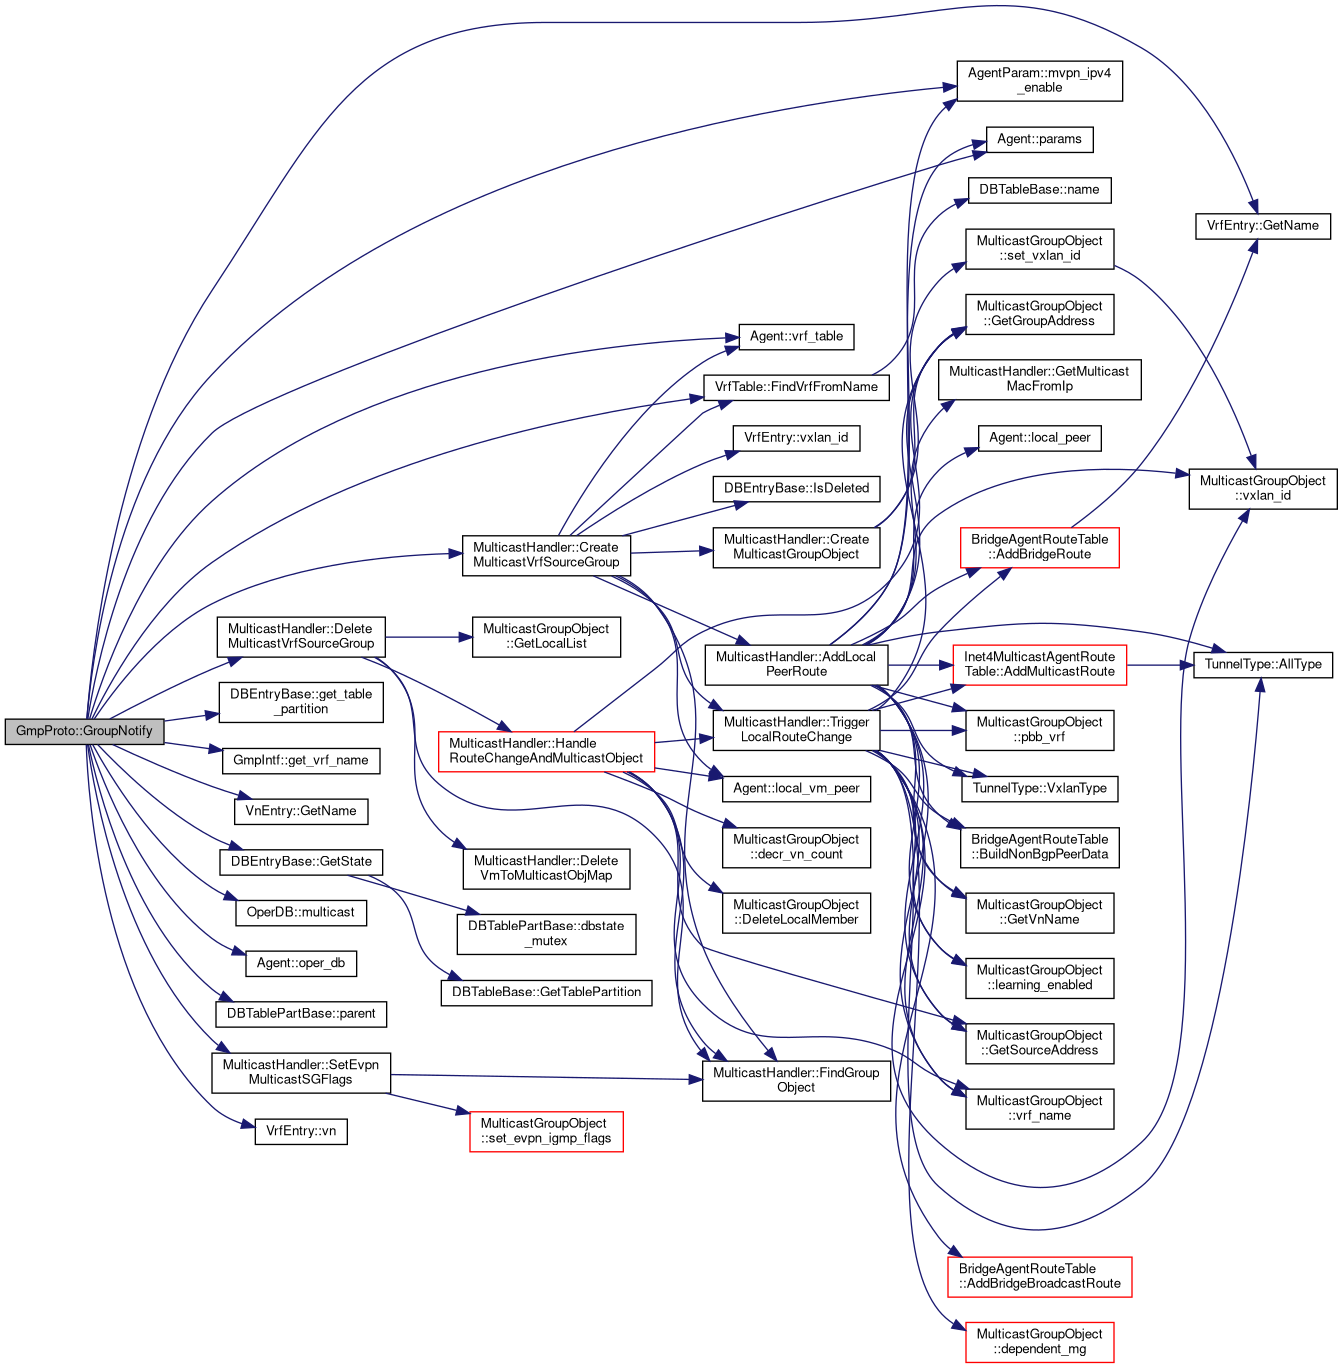 GmpProto::GroupNotify
MulticastHandler::Delete
MulticastVrfSourceGroup
DBEntryBase::get_table
_partition
GmpIntf::get_vrf_name
VnEntry::GetName
DBEntryBase::GetState
OperDB::multicast
Agent::oper_db
DBTablePartBase::parent
MulticastHandler::SetEvpn
MulticastSGFlags
VrfEntry::vn
MulticastHandler::Create
MulticastVrfSourceGroup
MulticastGroupObject
::GetLocalList
MulticastHandler::Handle
RouteChangeAndMulticastObject
MulticastHandler::Delete
VmToMulticastObjMap
DBTablePartBase::dbstate
_mutex
DBTableBase::GetTablePartition
MulticastGroupObject
::set_evpn_igmp_flags
Agent::vrf_table
VrfTable::FindVrfFromName
VrfEntry::vxlan_id
DBEntryBase::IsDeleted
MulticastHandler::Create
MulticastGroupObject
MulticastHandler::AddLocal
PeerRoute
MulticastHandler::Trigger
LocalRouteChange
Agent::local_vm_peer
MulticastGroupObject
::decr_vn_count
MulticastGroupObject
::DeleteLocalMember
MulticastHandler::FindGroup
Object
AgentParam::mvpn_ipv4
_enable
Agent::params
DBTableBase::name
MulticastGroupObject
::set_vxlan_id
MulticastGroupObject
::GetGroupAddress
MulticastHandler::GetMulticast
MacFromIp
Agent::local_peer
BridgeAgentRouteTable
::AddBridgeRoute
Inet4MulticastAgentRoute
Table::AddMulticastRoute
MulticastGroupObject
::pbb_vrf
TunnelType::VxlanType
BridgeAgentRouteTable
::BuildNonBgpPeerData
MulticastGroupObject
::GetVnName
MulticastGroupObject
::learning_enabled
MulticastGroupObject
::GetSourceAddress
MulticastGroupObject
::vrf_name
BridgeAgentRouteTable
::AddBridgeBroadcastRoute
MulticastGroupObject
::dependent_mg
VrfEntry::GetName
MulticastGroupObject
::vxlan_id
TunnelType::AllType